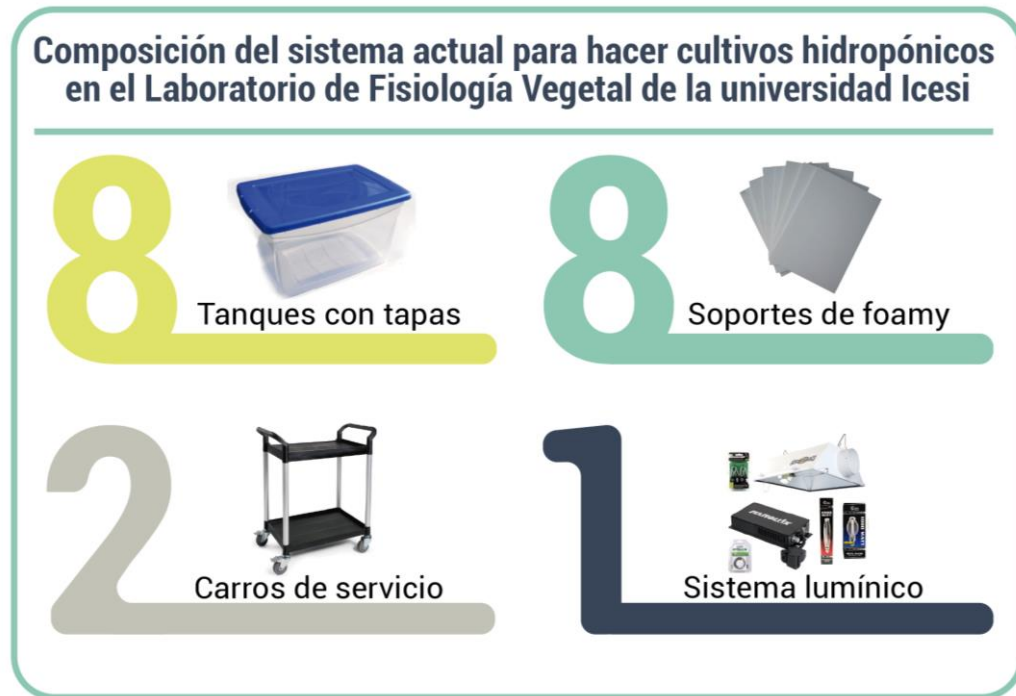 Composición del sistema actual para hacer cultivos hidropónicos
en el Laboratorio de Fisiología Vegetal de la universidad Icesi
8
Tanques con tapas
8
Soportes de foamy
2
Carros de servicio
1
Sistema lumínico